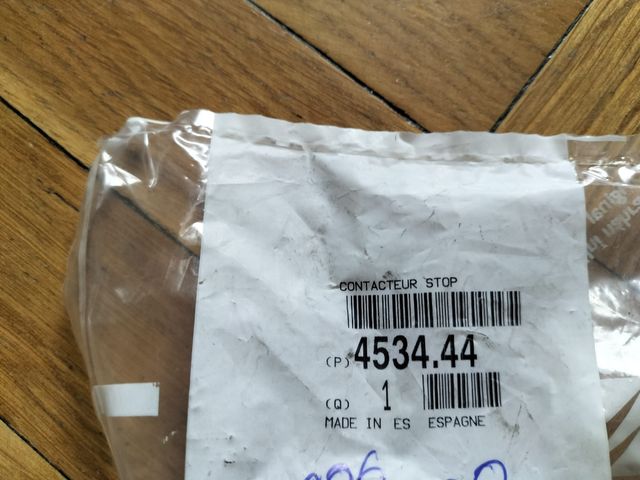 CONTACTEUR STOP
(P) 4534.44
(Q) 1
MADE IN ES ESPAGNE